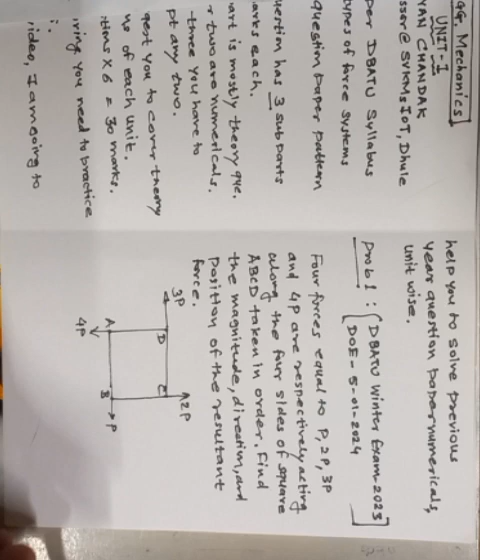 GG. Mechanics
UNIT-I
YAN CHANDAK
ssor@ SVKM's IOT, Dhule
per DBATU Syllabus
types of force systems
question paper pattern
uestion has 3 sub parts
arks each.
art is mostly theory que.
r two are numericals.
three you have to
pt any two.
gest you to cover theory
ns of each unit.
tions X 6 = 30 marks.
iring you need to practice
ideo, I am going to
help you to solve previous
year question paper numericals,
unit wise.
Prob 1 : [DBATU Winter Exam-2023
DOE - 5-01-2024]
Four forces equal to P, 2P, 3P
and 4P are respectively acting
along the four sides of square
ABCD taken in order. Find
the magnitude, direction, and
position of the resultant
force.
3P
D
C
2P
A
B
P
4P